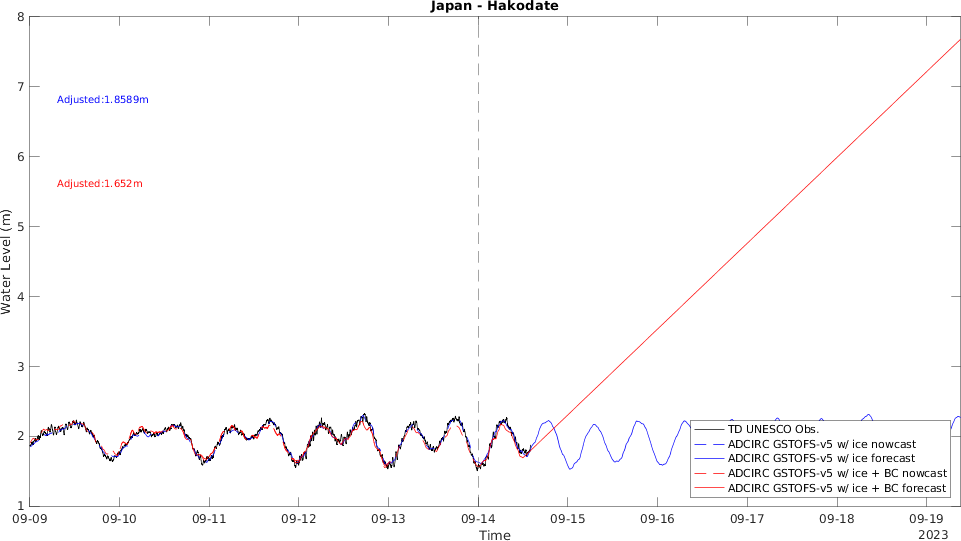 Japan - Hakodate
Water Level (m)
8
7
6
5
4
3
2
1
Adjusted:1.8589m
Adjusted:1.652m
TD UNESCO Obs.
ADCIRC GSTOFS-v5 w/ ice nowcast
ADCIRC GSTOFS-v5 w/ ice forecast
ADCIRC GSTOFS-v5 w/ ice + BC nowcast
ADCIRC GSTOFS-v5 w/ ice + BC forecast
09-09 09-10 09-11 09-12 09-13 09-14 09-15 09-16 09-17 09-18 09-19
Time
2023